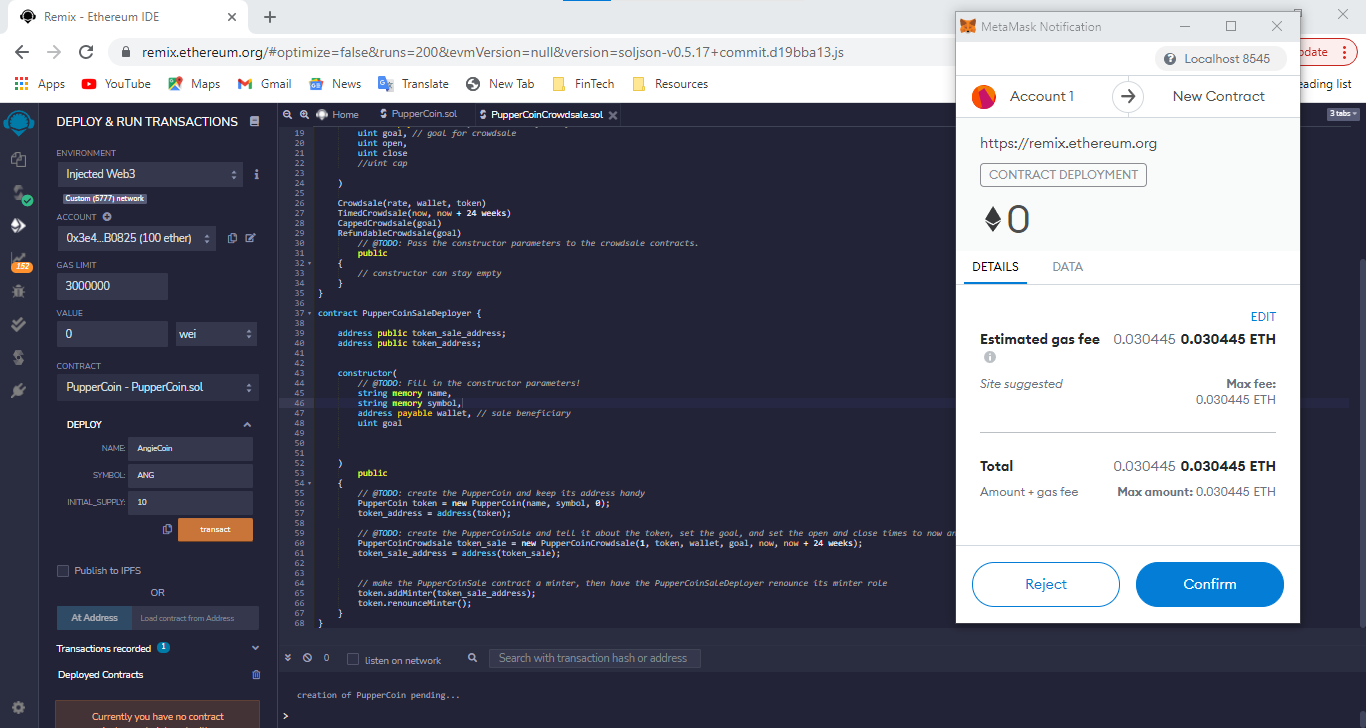 Remix - Ethereum IDE
remix.ethereum.org/#optimize=false&runs=200&evmVersion=null&version=soljson-v0.5.17+commit.d19bba13.js
Apps
YouTube
Maps
Gmail
News
Translate
New Tab
FinTech
Resources
eading list
DEPLOY & RUN TRANSACTIONS
ENVIRONMENT
Injected Web3
Custom (5777) network
ACCOUNT
0x3e4...B0825 (100 ether)
GAS LIMIT
3000000
VALUE
0
wei
CONTRACT
PupperCoin - PupperCoin.sol
DEPLOY
NAME: AngieCoin
SYMBOL: ANG
INITIAL_SUPPLY: 10
transact
Publish to IPFS
OR
At Address
Load contract from Address
Transactions recorded 1
Deployed Contracts
Currently you have no contract
152
Home
PupperCoin.sol
PupperCoinCrowdsale.sol
3 tabs
19 uint goal, // goal for crowdsale
20 uint open,
21 uint close
22 //uint cap
23
24 )
25
26 Crowdsale(rate, wallet, token)
27 TimedCrowdsale(now, now + 24 weeks)
28 CappedCrowdsale(goal)
29 RefundableCrowdsale(goal)
30 // @TODO: Pass the constructor parameters to the crowdsale contracts.
31 public
32 {
33 // constructor can stay empty
34 }
35 }
36
37 contract PupperCoinSaleDeployer {
38
39 address public token_sale_address;
40 address public token_address;
41
42
43 constructor(
44 // @TODO: Fill in the constructor parameters!
45 string memory name,
46 string memory symbol,
47 address payable wallet, // sale beneficiary
48 uint goal
49
50
51
52 )
53 public
54 {
55 // @TODO: create the PupperCoin and keep its address handy
56 PupperCoin token = new PupperCoin(name, symbol, 0);
57 token_address = address(token);
58
59 // @TODO: create the PupperCoinSale and tell it about the token, set the goal, and set the open and close times to now an
60 PupperCoinCrowdsale token_sale = new PupperCoinCrowdsale(1, token, wallet, goal, now, now + 24 weeks);
61 token_sale_address = address(token_sale);
62
63
64 // make the PupperCoinSale contract a minter, then have the PupperCoinSaleDeployer renounce its minter role
65 token.addMinter(token_sale_address);
66 token.renounceMinter();
67 }
68 }
0
listen on network
Search with transaction hash or address
creation of PupperCoin pending...
>
MetaMask Notification
Localhost 8545
Account 1
New Contract
https://remix.ethereum.org
CONTRACT DEPLOYMENT
0
DETAILS
DATA
EDIT
Estimated gas fee 0.030445 0.030445 ETH
Site suggested
Max fee:
0.030445 ETH
Total 0.030445 0.030445 ETH
Amount + gas fee Max amount: 0.030445 ETH
Reject
Confirm